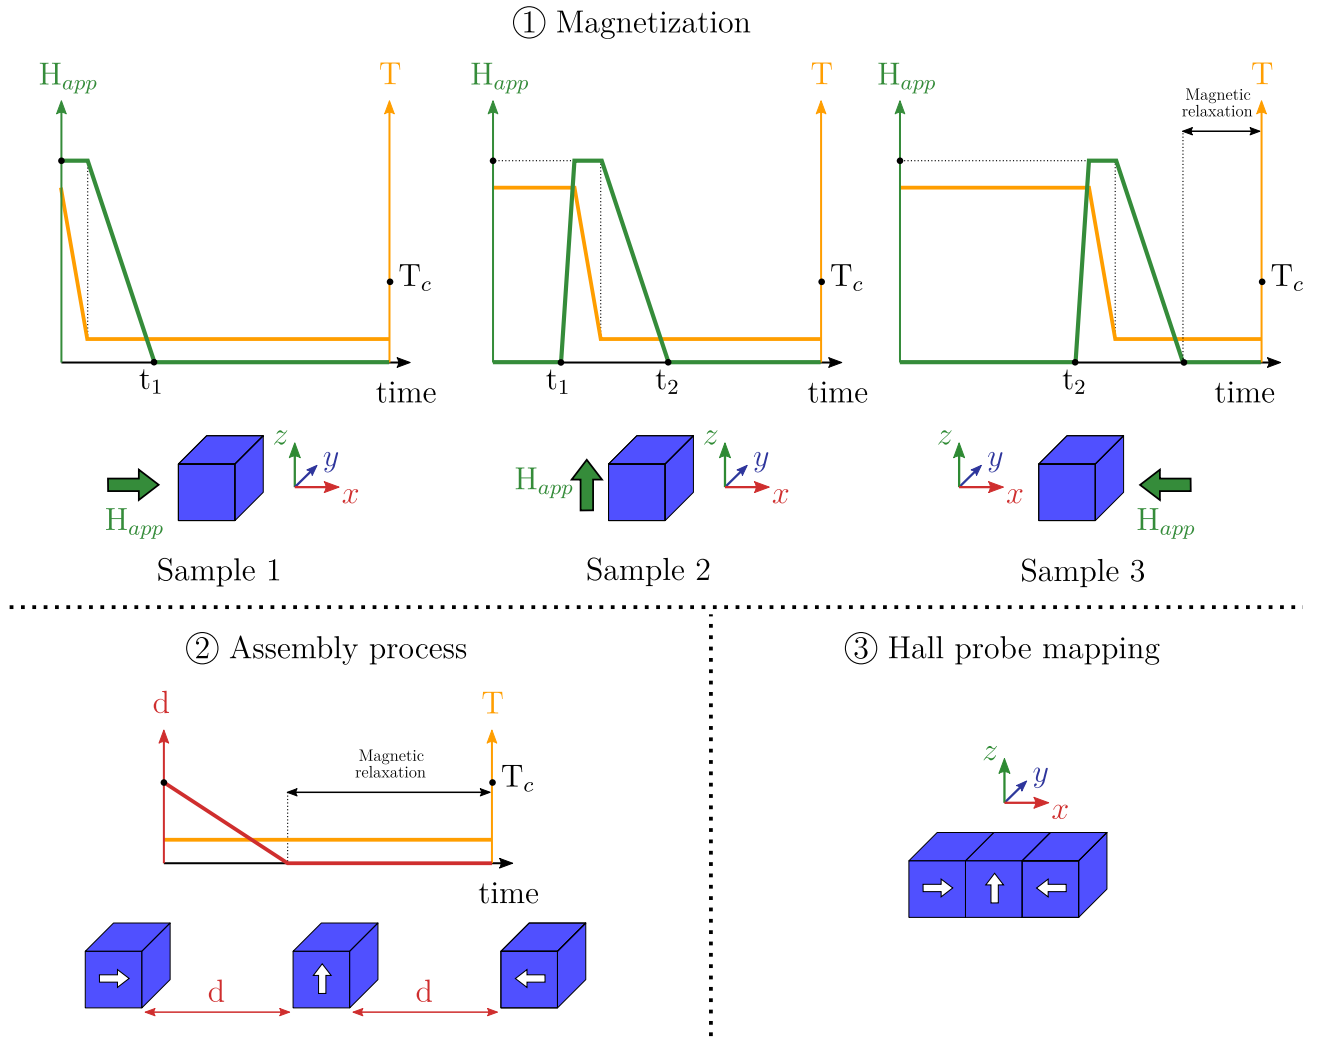 ① Magnetization
H_app T
T_c
t_1
time
H_app T
T_c
t_1 t_2
time
H_app T
Magnetic
relaxation
T_c
t_2
time
H_app
z y x
Sample 1
H_app
z y x
Sample 2
z y x
H_app
Sample 3
② Assembly process
d T
Magnetic
relaxation
T_c
time
d d
③ Hall probe mapping
z y x